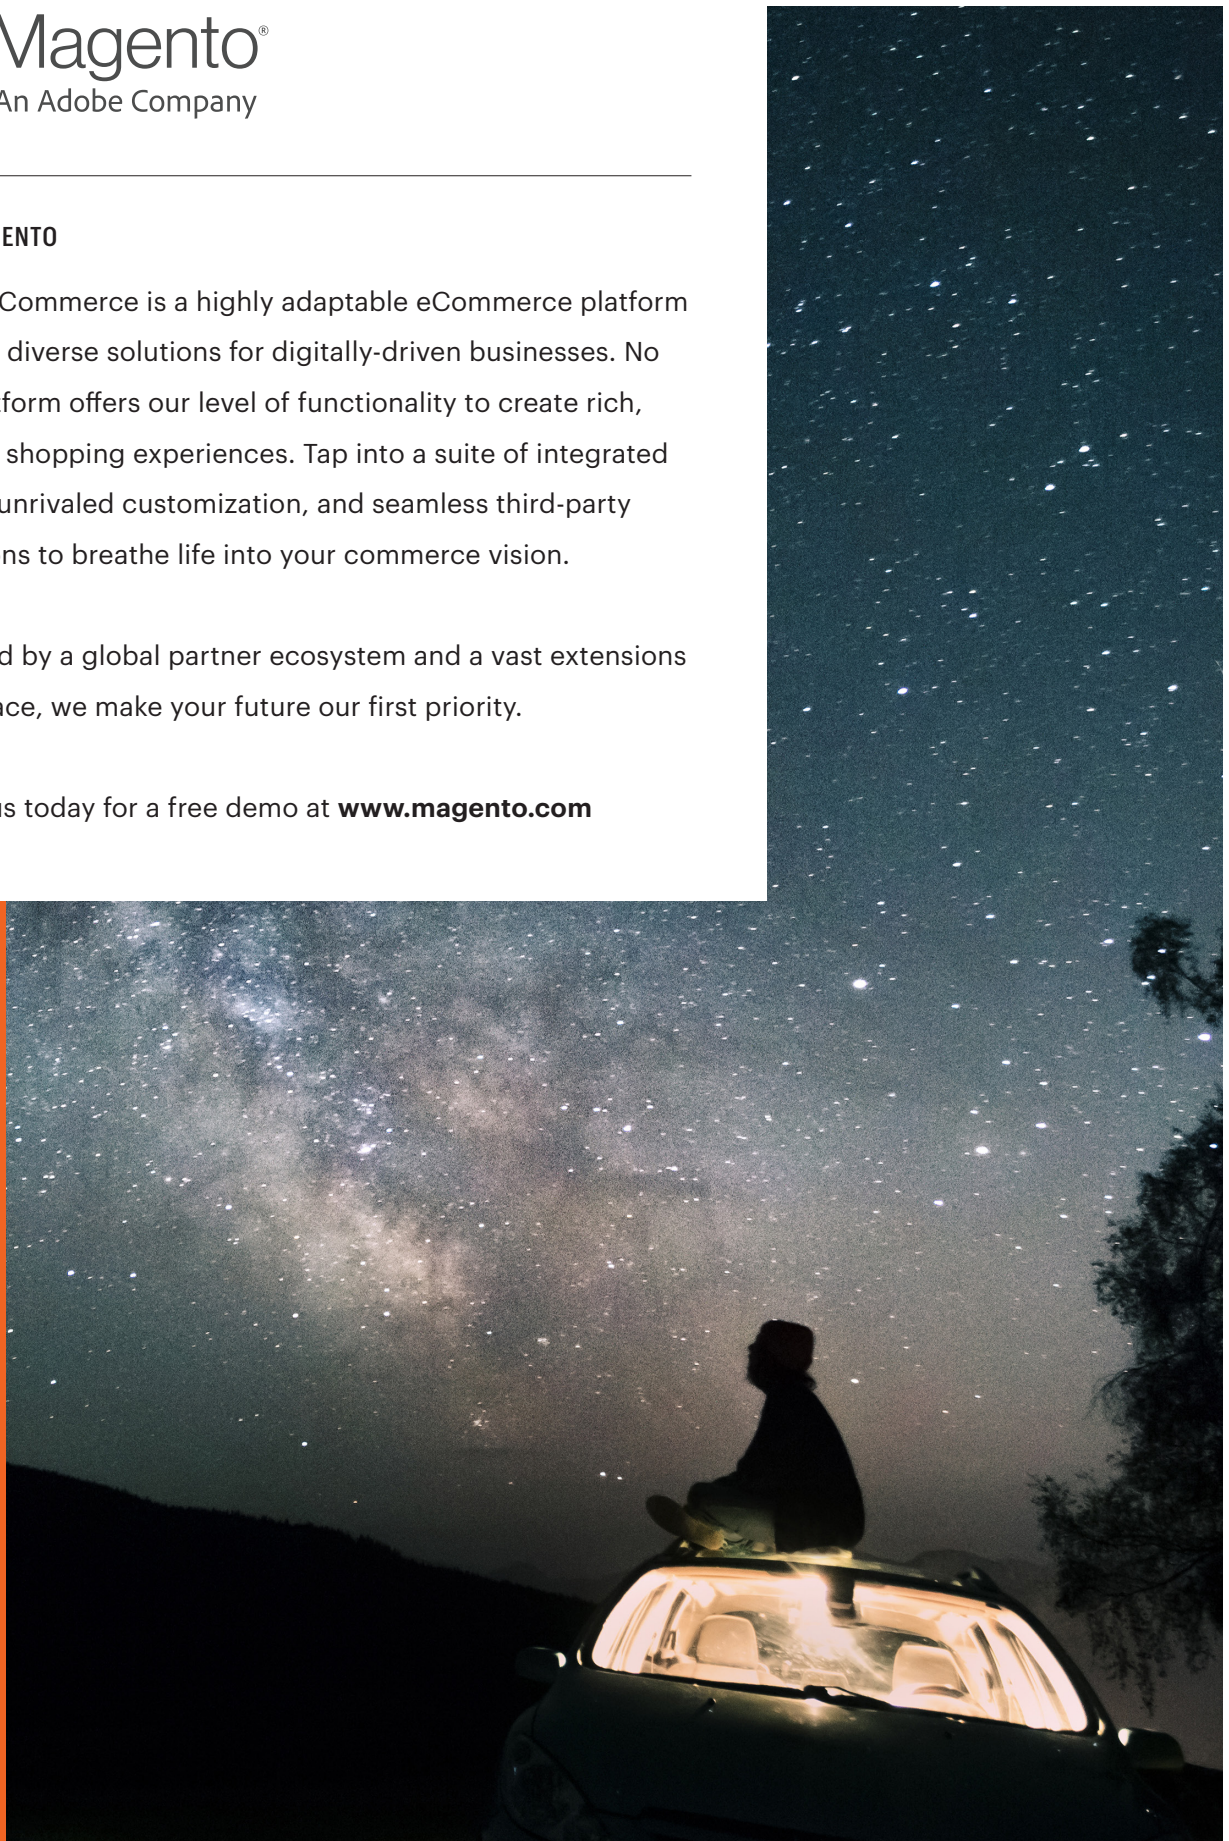 Magento®
An Adobe Company
ENTO
Commerce is a highly adaptable eCommerce platform
diverse solutions for digitally-driven businesses. No
form offers our level of functionality to create rich,
shopping experiences. Tap into a suite of integrated
unrivaled customization, and seamless third-party
ns to breathe life into your commerce vision.
d by a global partner ecosystem and a vast extensions
ace, we make your future our first priority.
us today for a free demo at www.magento.com